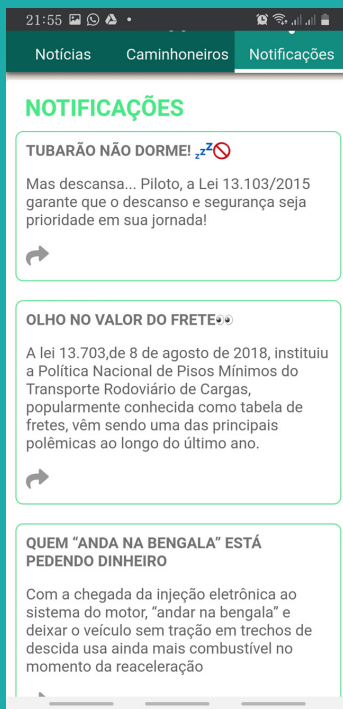 21:55
Notícias Caminhoneiros Notificações
NOTIFICAÇÕES
TUBARÃO NÃO DORME! 💤🚫
Mas descansa... Piloto, a Lei 13.103/2015
garante que o descanso e segurança seja
prioridade em sua jornada!
OLHO NO VALOR DO FRETE👀
A lei 13.703,de 8 de agosto de 2018, instituiu
a Política Nacional de Pisos Mínimos do
Transporte Rodoviário de Cargas,
popularmente conhecida como tabela de
fretes, vêm sendo uma das principais
polêmicas ao longo do último ano.
QUEM “ANDA NA BENGALA” ESTÁ
PEDENDO DINHEIRO
Com a chegada da injeção eletrônica ao
sistema do motor, “andar na bengala” e
deixar o veículo sem tração em trechos de
descida usa ainda mais combustível no
momento da reaceleração